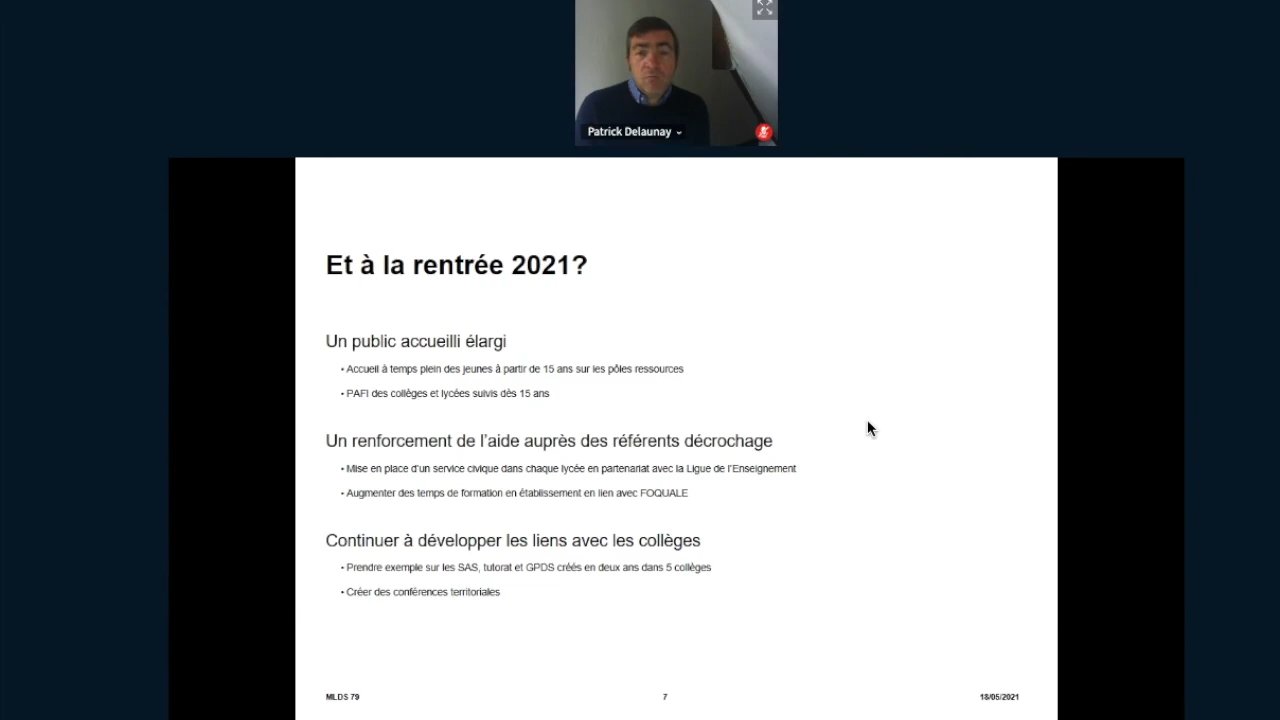 Patrick Delaunay
Et à la rentrée 2021?
Un public accueilli élargi
• Accueil à temps plein des jeunes à partir de 15 ans sur les pôles ressources
• PAFI des collèges et lycées suivis dès 15 ans
Un renforcement de l'aide auprès des référents décrochage
• Mise en place d'un service civique dans chaque lycée en partenariat avec la Ligue de l'Enseignement
• Augmenter des temps de formation en établissement en lien avec FOQUALE
Continuer à développer les liens avec les collèges
• Prendre exemple sur les SAS, tutorat et GPDS créés en deux ans dans 5 collèges
• Créer des conférences territoriales
MLDS 79 7 18/05/2021